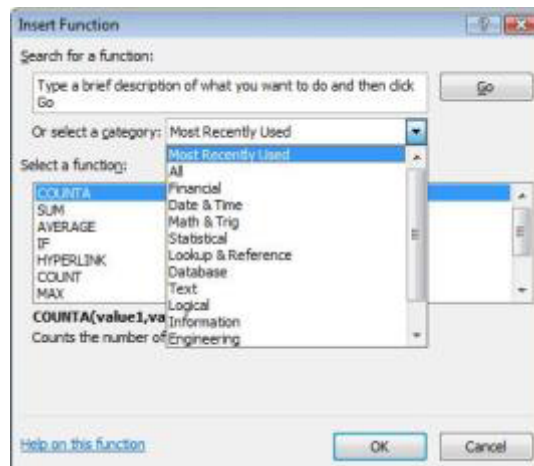 Insert Function
Search for a function:
Type a brief description of what you want to do and then click
Go
Go
Or select a category: Most Recently Used
Most Recently Used
All
Financial
Date & Time
Math & Trig
Statistical
Lookup & Reference
Database
Text
Logical
Information
Engineering
Select a function:
COUNTA
SUM
AVERAGE
IF
HYPERLINK
COUNT
MAX
COUNTA(value1,va
Counts the number of
Help on this function
OK
Cancel